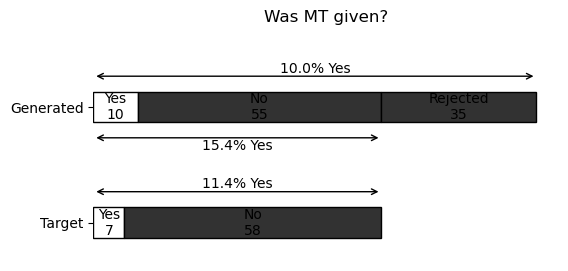 Was MT given?
10.0% Yes
Generated
Yes
10
No
55
Rejected
35
15.4% Yes
11.4% Yes
Target
Yes
7
No
58